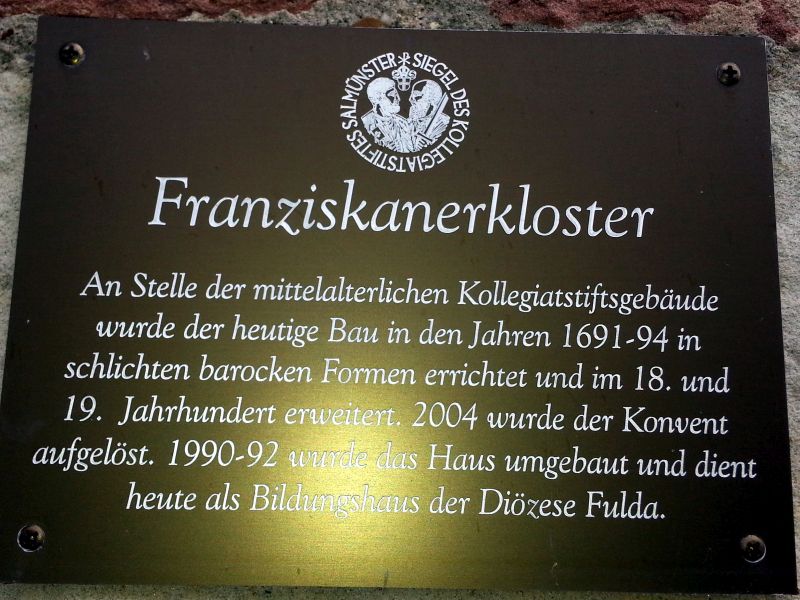 SIEGEL DES KOLLEGIATSTIFTES SALMÜNSTER
Franziskanerkloster
An Stelle der mittelalterlichen Kollegiatstiftsgebäude
wurde der heutige Bau in den Jahren 1691-94 in
schlichten barocken Formen errichtet und im 18. und
19. Jahrhundert erweitert. 2004 wurde der Konvent
aufgelöst. 1990-92 wurde das Haus umgebaut und dient
heute als Bildungshaus der Diözese Fulda.